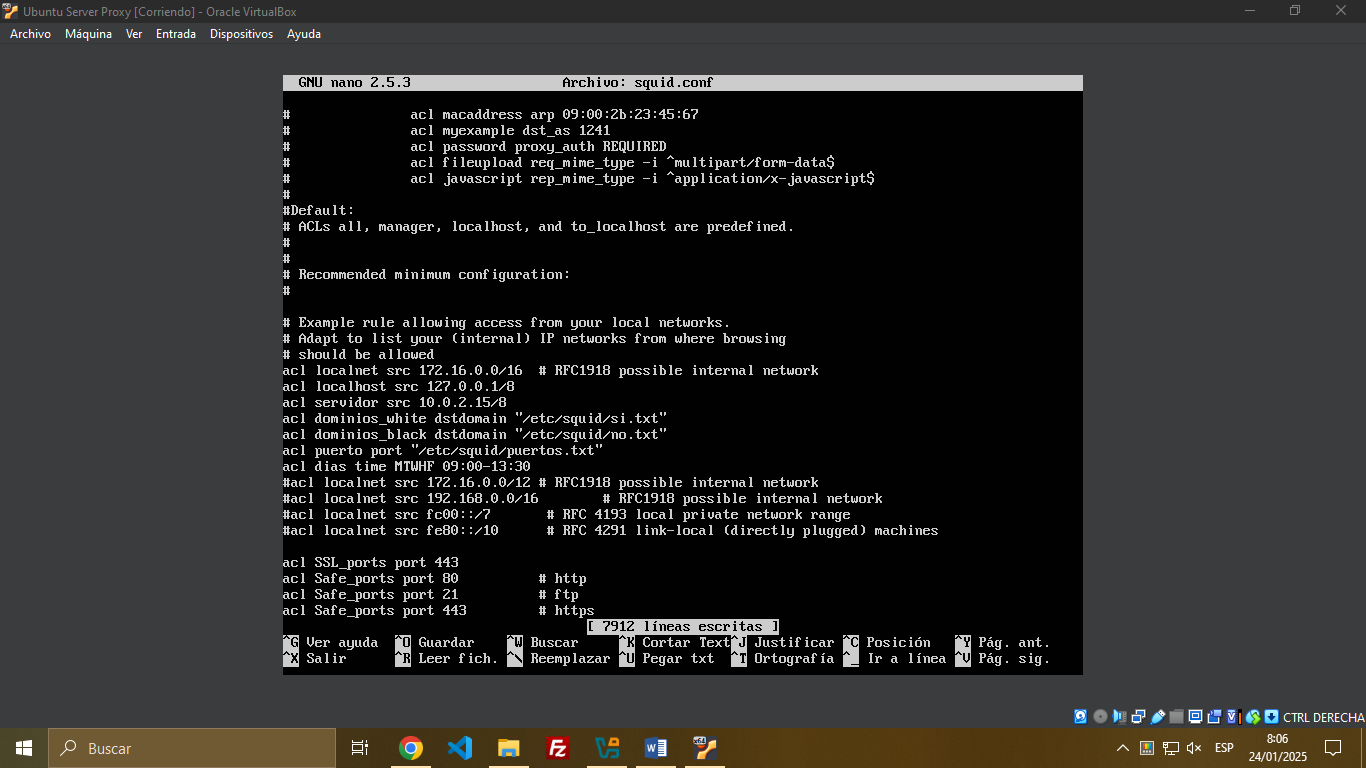 Ubuntu Server Proxy [Corriendo] - Oracle VirtualBox
Archivo Máquina Ver Entrada Dispositivos Ayuda
GNU nano 2.5.3 Archivo: squid.conf
# acl macaddress arp 09:00:2b:23:45:67
# acl myexample dst_as 1241
# acl password proxy_auth REQUIRED
# acl fileupload req_mime_type -i ^multipart/form-data$
# acl javascript rep_mime_type -i ^application/x-javascript$
#
#Default:
# ACLs all, manager, localhost, and to_localhost are predefined.
#
#
# Recommended minimum configuration:
#
# Example rule allowing access from your local networks.
# Adapt to list your (internal) IP networks from where browsing
# should be allowed
acl localnet src 172.16.0.0/16 # RFC1918 possible internal network
acl localhost src 127.0.0.1/8
acl servidor src 10.0.2.15/8
acl dominios_white dstdomain "/etc/squid/si.txt"
acl dominios_black dstdomain "/etc/squid/no.txt"
acl puerto port "/etc/squid/puertos.txt"
acl dias time MTWHF 09:00-13:30
#acl localnet src 172.16.0.0/12 # RFC1918 possible internal network
#acl localnet src 192.168.0.0/16 # RFC1918 possible internal network
#acl localnet src fc00::/7 # RFC 4193 local private network range
#acl localnet src fe80::/10 # RFC 4291 link-local (directly plugged) machines
acl SSL_ports port 443
acl Safe_ports port 80 # http
acl Safe_ports port 21 # ftp
acl Safe_ports port 443 # https
[ 7912 líneas escritas ]
^G Ver ayuda ^O Guardar ^W Buscar ^K Cortar Text ^J Justificar ^C Posición ^Y Pág. ant.
^X Salir ^R Leer fich. ^\ Reemplazar ^U Pegar txt ^T Ortografía ^_ Ir a línea ^V Pág. sig.
CTRL DERECHA
Buscar
ESP
8:06
24/01/2025